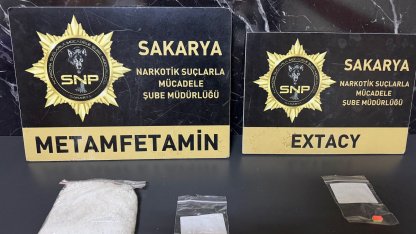 SNP
SAKARYA
NARKOTİK SUÇLARLA
MÜCADELE
ŞUBE MÜDÜRLÜĞÜ
METAMFETAMİN
SNP
SAKARYA
NARKOTİK SUÇLARLA
MÜCADELE
ŞUBE MÜDÜRLÜĞÜ
EXTACY